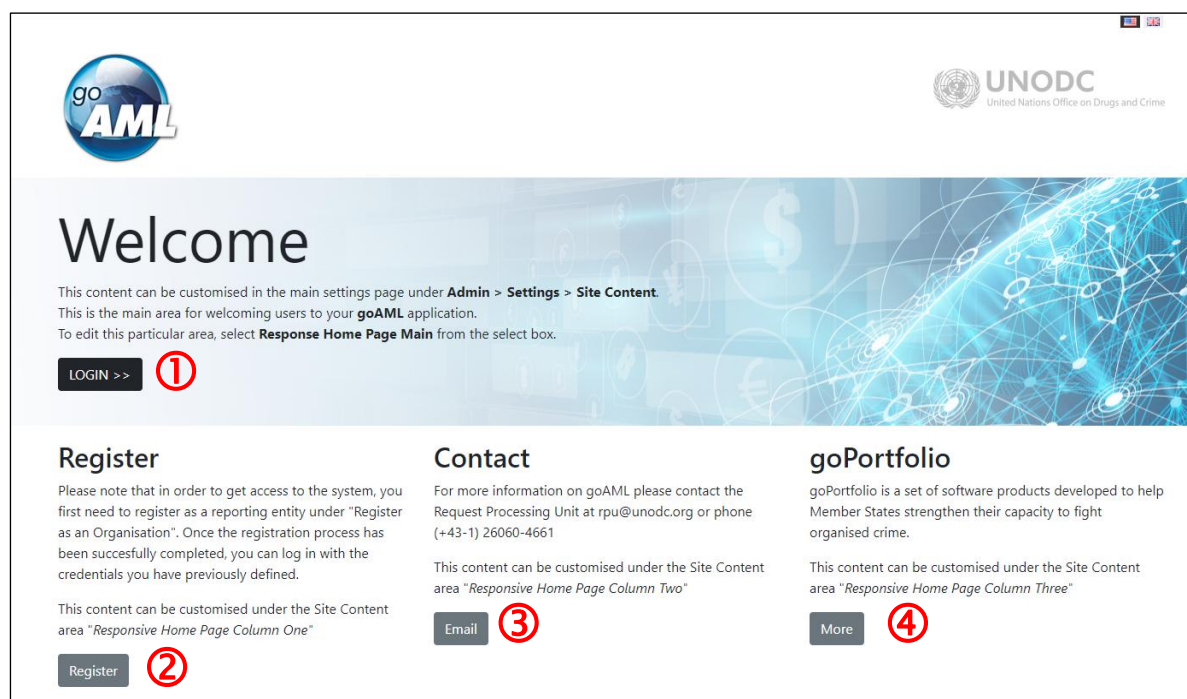 go
AML
UNODC
United Nations Office on Drugs and Crime
Welcome
This content can be customised in the main settings page under Admin > Settings > Site Content.
This is the main area for welcoming users to your goAML application.
To edit this particular area, select Response Home Page Main from the select box.
LOGIN >> ①
Register
Please note that in order to get access to the system, you
first need to register as a reporting entity under "Register
as an Organisation". Once the registration process has
been succesfully completed, you can log in with the
credentials you have previously defined.
This content can be customised under the Site Content
area "Responsive Home Page Column One"
Register ②
Contact
For more information on goAML please contact the
Request Processing Unit at rpu@unodc.org or phone
(+43-1) 26060-4661
This content can be customised under the Site Content
area "Responsive Home Page Column Two"
Email ③
goPortfolio
goPortfolio is a set of software products developed to help
Member States strengthen their capacity to fight
organised crime.
This content can be customised under the Site Content
area "Responsive Home Page Column Three"
More ④